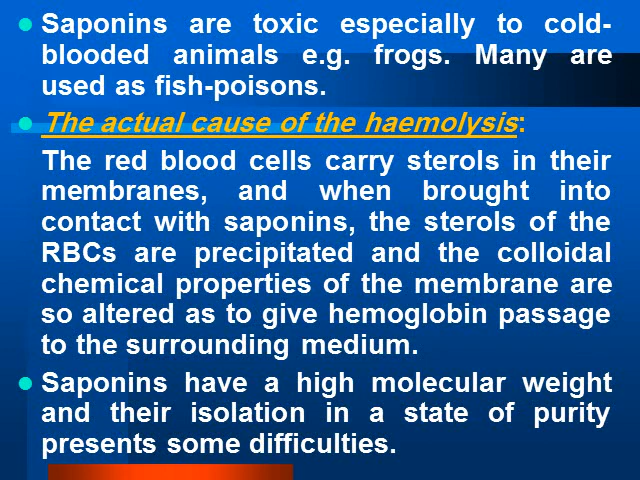 Saponins are toxic especially to cold-
blooded animals e.g. frogs. Many are
used as fish-poisons.
The actual cause of the haemolysis:
The red blood cells carry sterols in their
membranes, and when brought into
contact with saponins, the sterols of the
RBCs are precipitated and the colloidal
chemical properties of the membrane are
so altered as to give hemoglobin passage
to the surrounding medium.
Saponins have a high molecular weight
and their isolation in a state of purity
presents some difficulties.